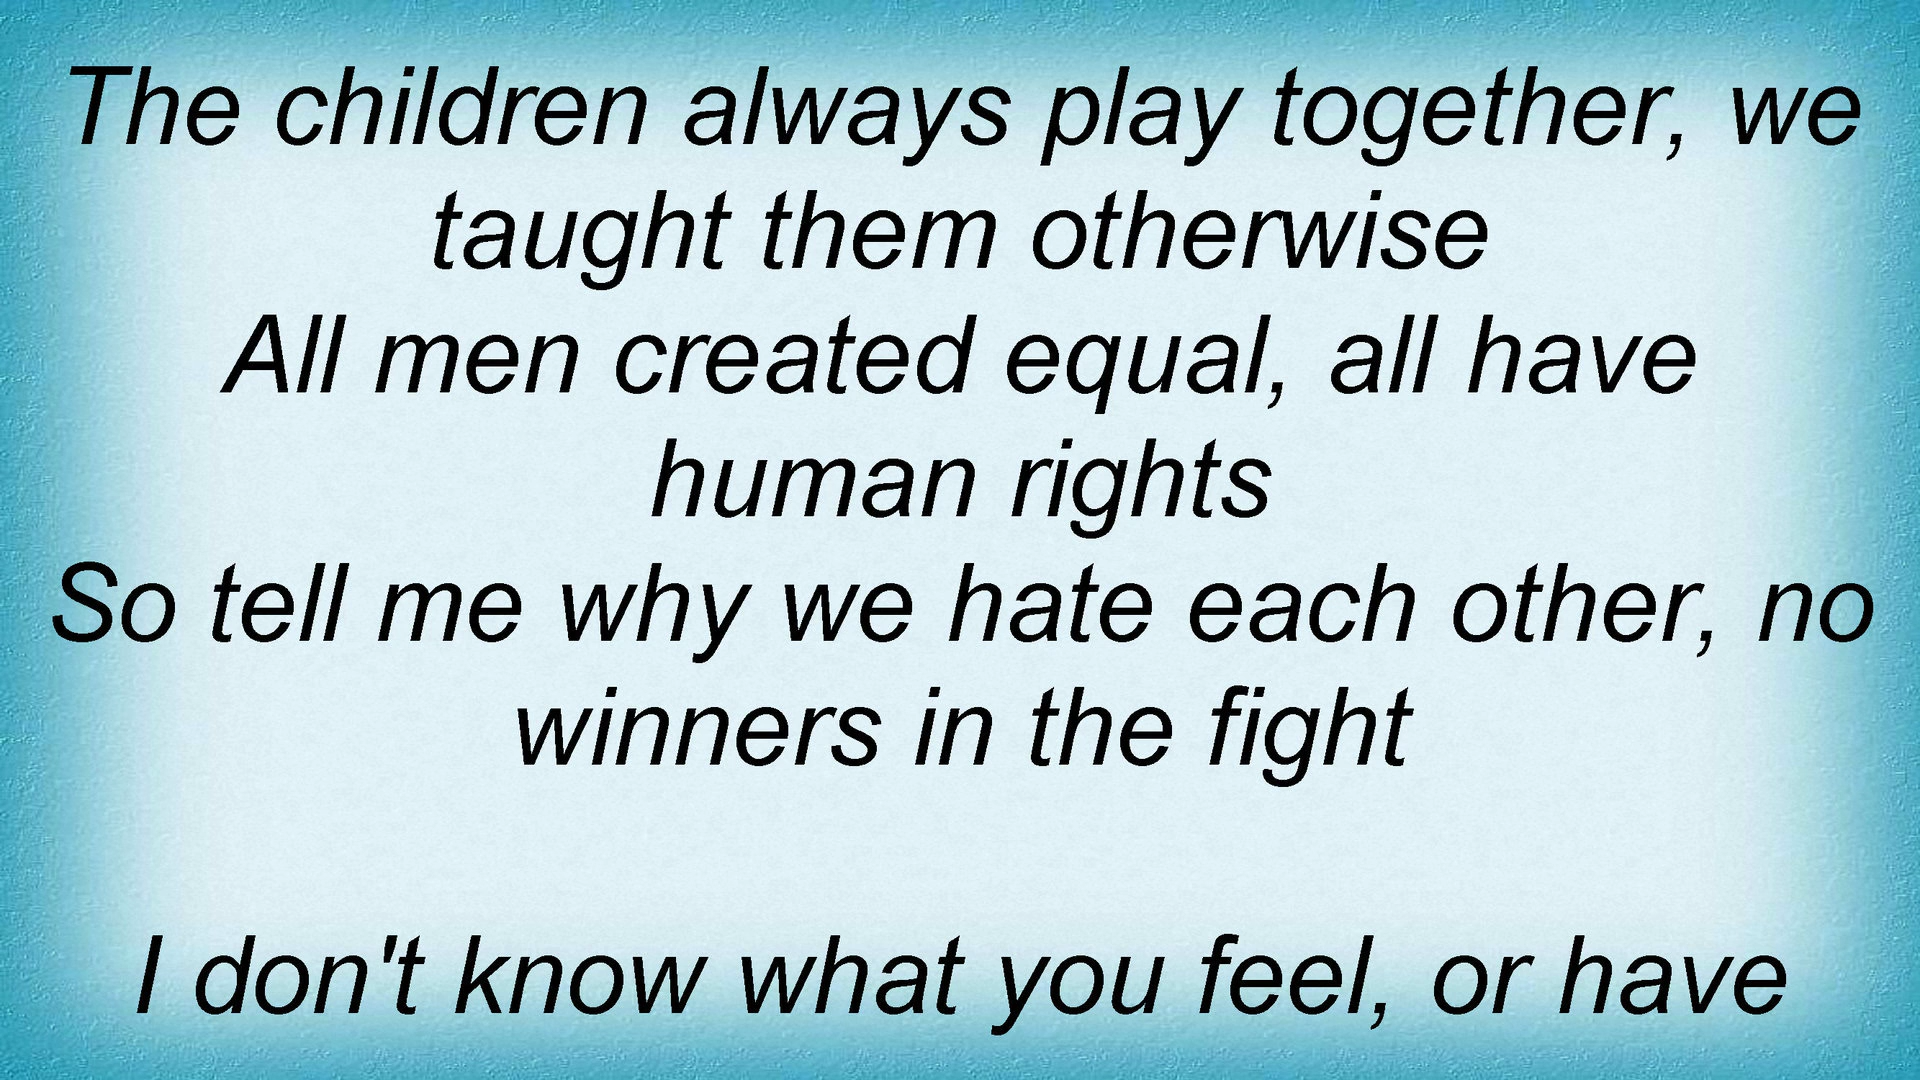 The children always play together, we
taught them otherwise
All men created equal, all have
human rights
So tell me why we hate each other, no
winners in the fight
I don't know what you feel, or have